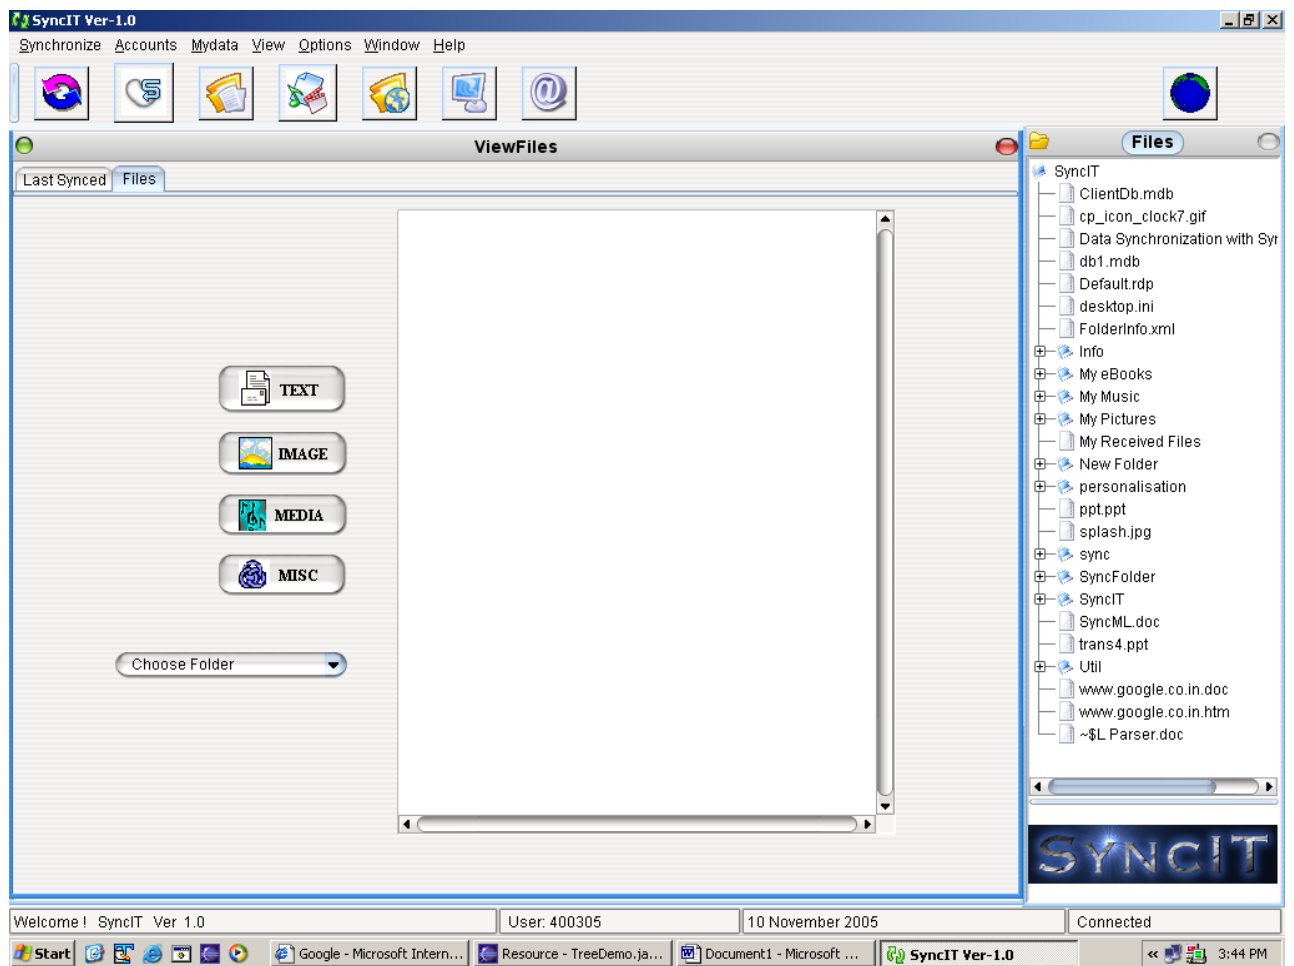 SyncIT Ver-1.0
Synchronize Accounts Mydata View Options Window Help
ViewFiles
Last Synced Files
TEXT
IMAGE
MEDIA
MISC
Choose Folder
Files
SyncIT
ClientDb.mdb
cp_icon_clock7.gif
Data Synchronization with Syn
db1.mdb
Default.rdp
desktop.ini
FolderInfo.xml
Info
My eBooks
My Music
My Pictures
My Received Files
New Folder
personalisation
ppt.ppt
splash.jpg
sync
SyncFolder
SyncIT
SyncML.doc
trans4.ppt
Util
www.google.co.in.doc
www.google.co.in.htm
~$L Parser.doc
SYNCIT
Welcome ! SyncIT Ver 1.0 User: 400305 10 November 2005 Connected
Start Google - Microsoft Intern... Resource - TreeDemo.ja... Document1 - Microsoft ... SyncIT Ver-1.0 « 3:44 PM